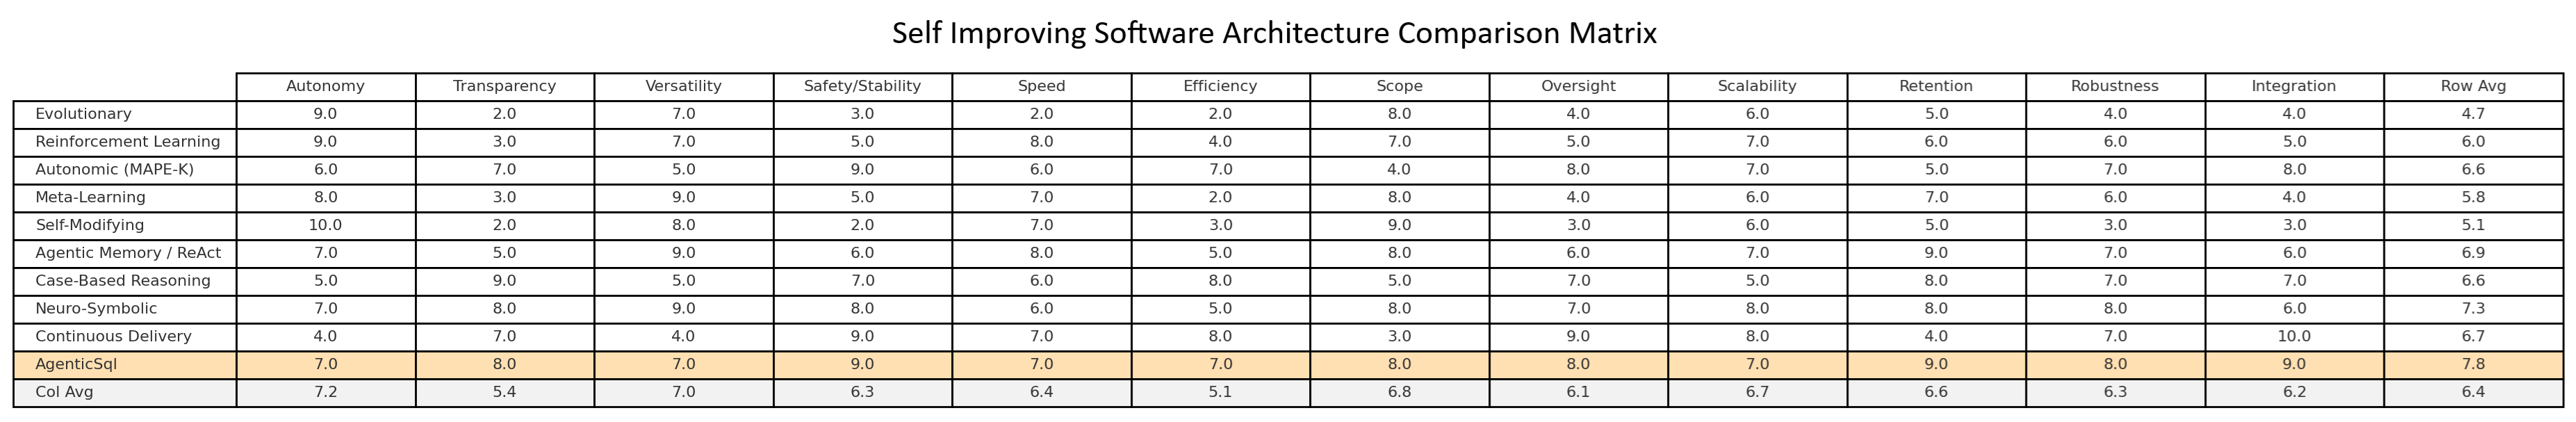 Self Improving Software Architecture Comparison Matrix
Autonomy Transparency Versatility Safety/Stability Speed Efficiency Scope Oversight Scalability Retention Robustness Integration Row Avg
Evolutionary 9.0 2.0 7.0 3.0 2.0 2.0 8.0 4.0 6.0 5.0 4.0 4.0 4.7
Reinforcement Learning 9.0 3.0 7.0 5.0 8.0 4.0 7.0 5.0 7.0 6.0 6.0 5.0 6.0
Autonomic (MAPE-K) 6.0 7.0 5.0 9.0 6.0 7.0 4.0 8.0 7.0 5.0 7.0 8.0 6.6
Meta-Learning 8.0 3.0 9.0 5.0 7.0 2.0 8.0 4.0 6.0 7.0 6.0 4.0 5.8
Self-Modifying 10.0 2.0 8.0 2.0 7.0 3.0 9.0 3.0 6.0 5.0 3.0 3.0 5.1
Agentic Memory / ReAct 7.0 5.0 9.0 6.0 8.0 5.0 8.0 6.0 7.0 9.0 7.0 6.0 6.9
Case-Based Reasoning 5.0 9.0 5.0 7.0 6.0 8.0 5.0 7.0 5.0 8.0 7.0 7.0 6.6
Neuro-Symbolic 7.0 8.0 9.0 8.0 6.0 5.0 8.0 7.0 8.0 8.0 8.0 6.0 7.3
Continuous Delivery 4.0 7.0 4.0 9.0 7.0 8.0 3.0 9.0 8.0 4.0 7.0 10.0 6.7
AgenticSql 7.0 8.0 7.0 9.0 7.0 7.0 8.0 8.0 7.0 9.0 8.0 9.0 7.8
Col Avg 7.2 5.4 7.0 6.3 6.4 5.1 6.8 6.1 6.7 6.6 6.3 6.2 6.4